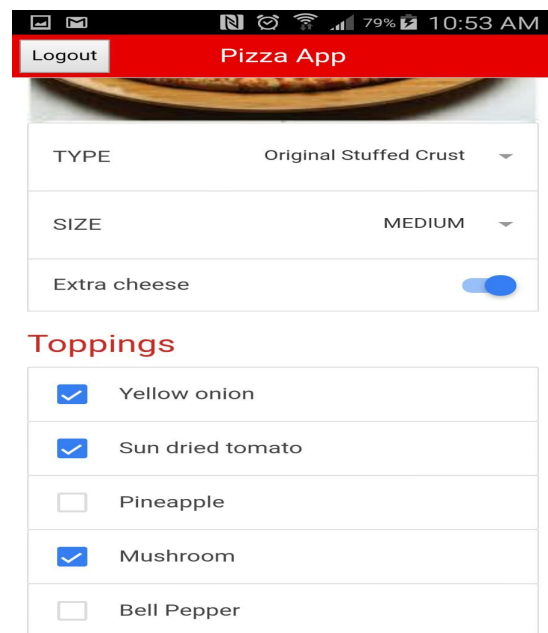 79% 10:53 AM
Logout Pizza App
TYPE Original Stuffed Crust
SIZE MEDIUM
Extra cheese
Toppings
Yellow onion
Sun dried tomato
Pineapple
Mushroom
Bell Pepper